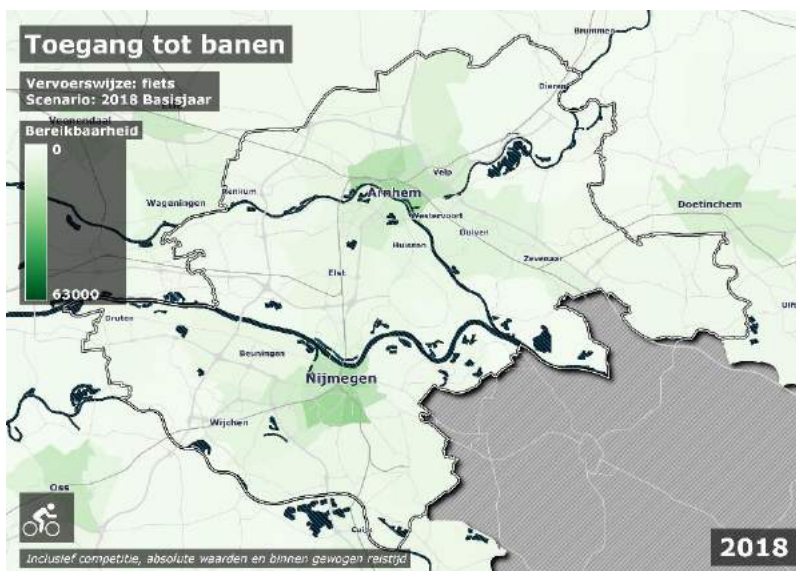 Toegang tot banen
Brummen
Vervoerswijze: fiets
Scenario: 2018 Basisjaar
Dieren
Bereikbaarheid
Veenendaal
0
Velp
Renkum
Arnhem
Wageningen
Doetinchem
Westervoort
Duiven
Huissen
Zevenaar
Elst
63000
Druten
Beuningen
Nijmegen
Wijchen
Oss
Cuijk
2018
Inclusief competitie, absolute waarden en binnen gewogen reistijd